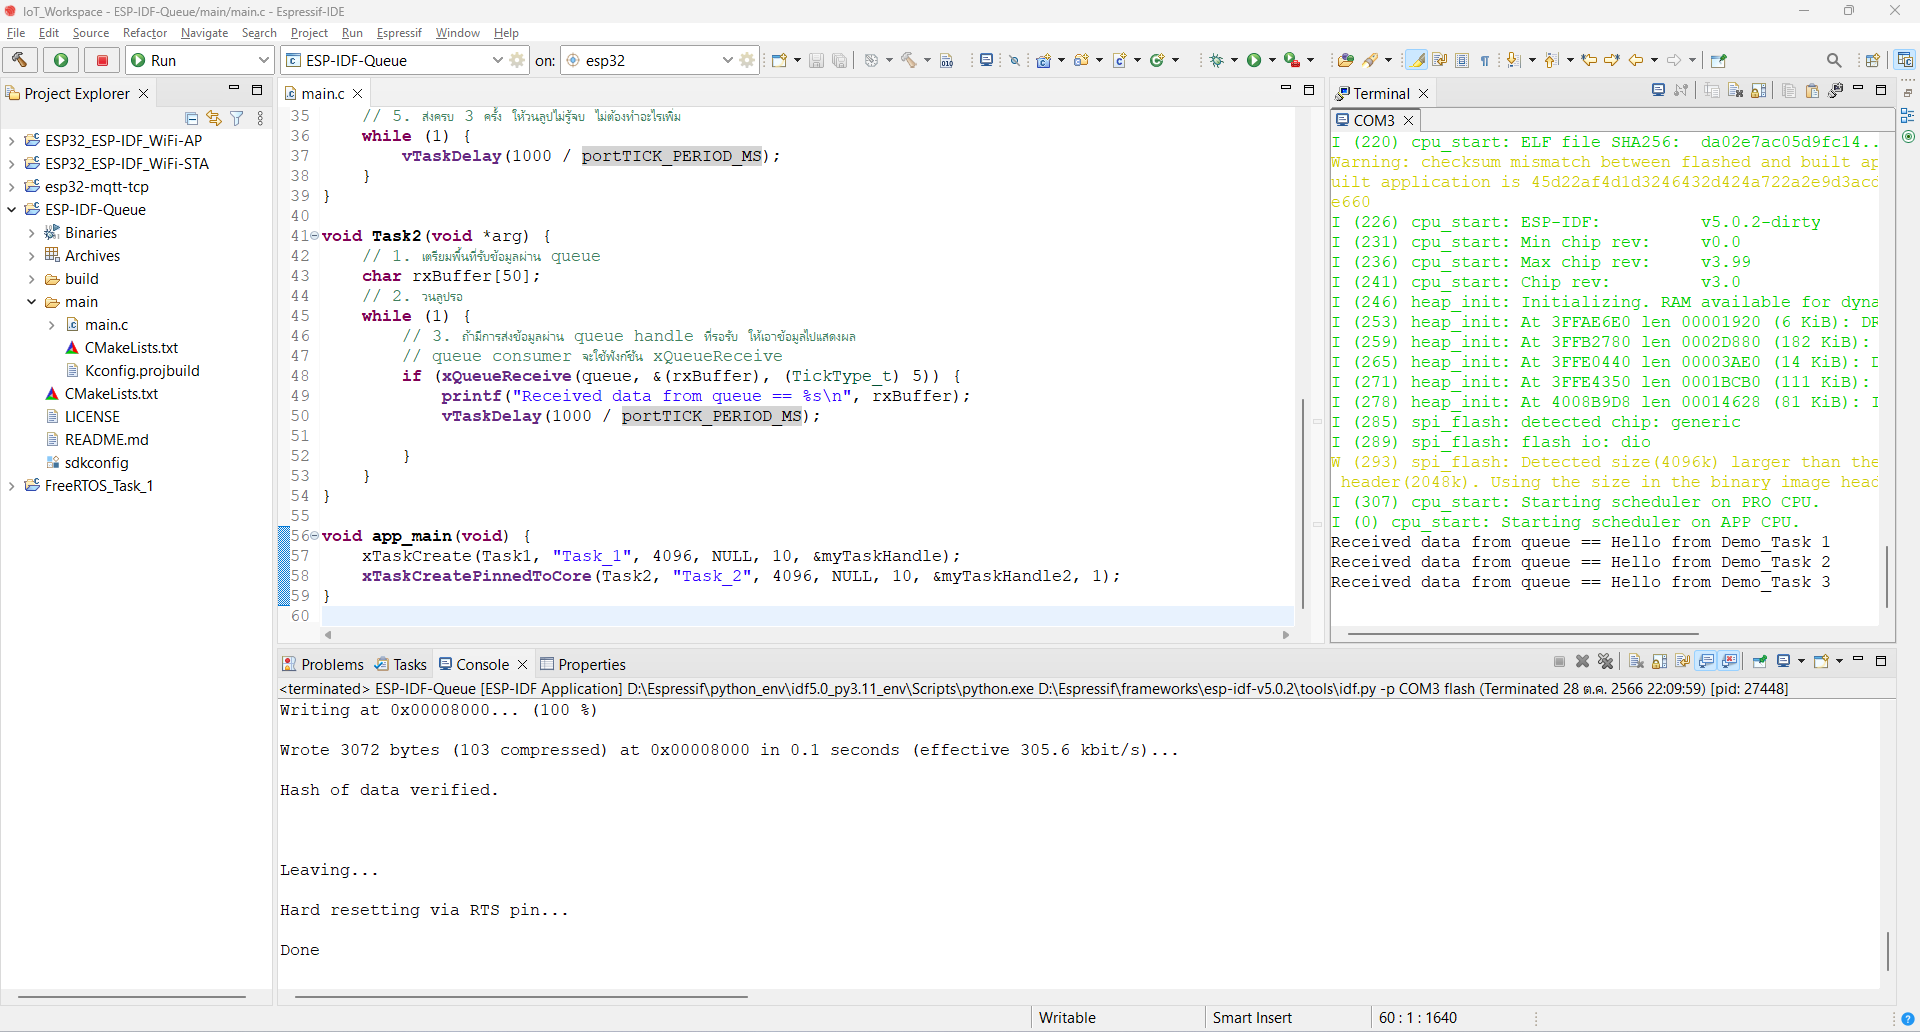 IoT_Workspace - ESP-IDF-Queue/main/main.c - Espressif-IDE
File Edit Source Refactor Navigate Search Project Run Espressif Window Help
Run ESP-IDF-Queue on: esp32
Project Explorer
ESP32_ESP-IDF_WiFi-AP
ESP32_ESP-IDF_WiFi-STA
esp32-mqtt-tcp
ESP-IDF-Queue
Binaries
Archives
build
main
main.c
CMakeLists.txt
Kconfig.projbuild
CMakeLists.txt
LICENSE
README.md
sdkconfig
FreeRTOS_Task_1
main.c
35 // 5. ส่งครบ 3 ครั้ง ให้วนลูปไม่รู้จบ ไม่ต้องทำอะไรเพิ่ม
36 while (1) {
37 vTaskDelay(1000 / portTICK_PERIOD_MS);
38 }
39 }
40
41 void Task2(void *arg) {
42 // 1. เตรียมพื้นที่รับข้อมูลผ่าน queue
43 char rxBuffer[50];
44 // 2. วนลูปรอ
45 while (1) {
46 // 3. ถ้ามีการส่งข้อมูลผ่าน queue handle ที่รอรับ ให้เอาข้อมูลไปแสดงผล
47 // queue consumer จะใช้ฟังก์ชัน xQueueReceive
48 if (xQueueReceive(queue, &(rxBuffer), (TickType_t) 5)) {
49 printf("Received data from queue == %s\n", rxBuffer);
50 vTaskDelay(1000 / portTICK_PERIOD_MS);
51
52 }
53 }
54 }
55
56 void app_main(void) {
57 xTaskCreate(Task1, "Task_1", 4096, NULL, 10, &myTaskHandle);
58 xTaskCreatePinnedToCore(Task2, "Task_2", 4096, NULL, 10, &myTaskHandle2, 1);
59 }
60
Terminal
COM3
I (220) cpu_start: ELF file SHA256: da02e7ac05d9fc14..
Warning: checksum mismatch between flashed and built ap
uilt application is 45d22af4d1d3246432d424a722a2e9d3acd
e660
I (226) cpu_start: ESP-IDF: v5.0.2-dirty
I (231) cpu_start: Min chip rev: v0.0
I (236) cpu_start: Max chip rev: v3.99
I (241) cpu_start: Chip rev: v3.0
I (246) heap_init: Initializing. RAM available for dyna
I (253) heap_init: At 3FFAE6E0 len 00001920 (6 KiB): DR
I (259) heap_init: At 3FFB2780 len 0002D880 (182 KiB):
I (265) heap_init: At 3FFE0440 len 00003AE0 (14 KiB): D
I (271) heap_init: At 3FFE4350 len 0001BCB0 (111 KiB):
I (278) heap_init: At 4008B9D8 len 00014628 (81 KiB): I
I (285) spi_flash: detected chip: generic
I (289) spi_flash: flash io: dio
W (293) spi_flash: Detected size(4096k) larger than the
header(2048k). Using the size in the binary image head
I (307) cpu_start: Starting scheduler on PRO CPU.
I (0) cpu_start: Starting scheduler on APP CPU.
Received data from queue == Hello from Demo_Task 1
Received data from queue == Hello from Demo_Task 2
Received data from queue == Hello from Demo_Task 3
Problems Tasks Console Properties
<terminated> ESP-IDF-Queue [ESP-IDF Application] D:\Espressif\python_env\idf5.0_py3.11_env\Scripts\python.exe D:\Espressif\frameworks\esp-idf-v5.0.2\tools\idf.py -p COM3 flash (Terminated 28 ต.ค. 2566 22:09:59) [pid: 27448]
Writing at 0x00008000... (100 %)
Wrote 3072 bytes (103 compressed) at 0x00008000 in 0.1 seconds (effective 305.6 kbit/s)...
Hash of data verified.
Leaving...
Hard resetting via RTS pin...
Done
Writable Smart Insert 60 : 1 : 1640